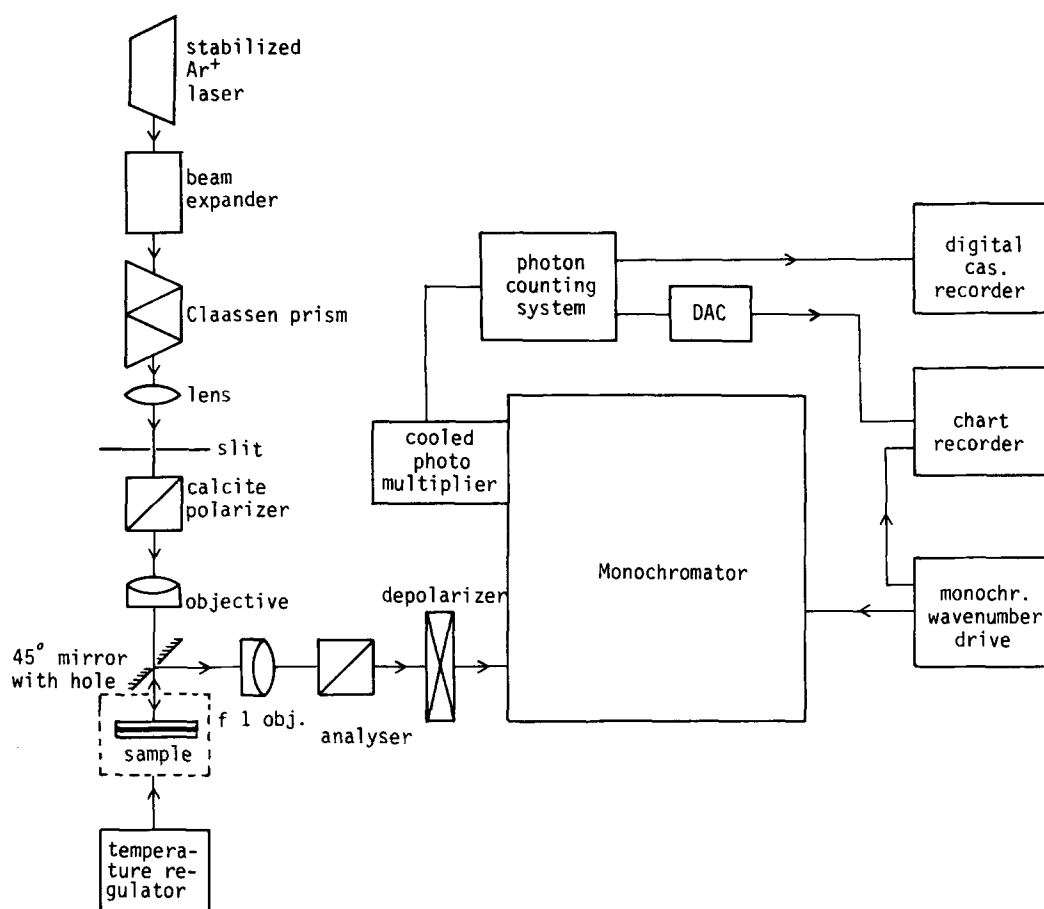 stabilized
Ar+
laser
beam
expander
Claassen prism
lens
slit
calcite
polarizer
objective
45° mirror
with hole
f 1 obj.
sample
tempera-
ture re-
gulator
analyser
depolarizer
Monochromator
cooled
photo
multiplier
photon
counting
system
DAC
digital
cas.
recorder
chart
recorder
monochr.
wavenumber
drive